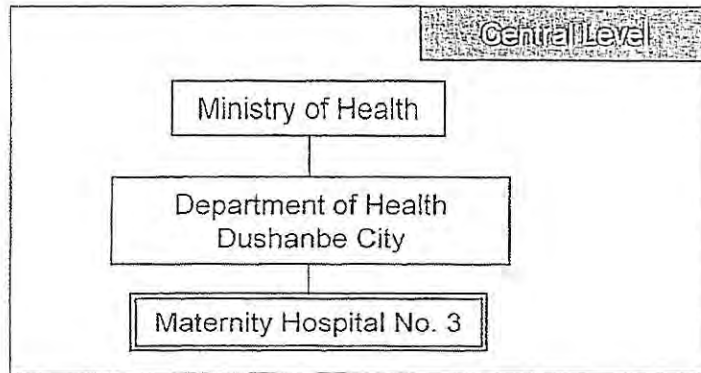 Central Level
Ministry of Health
Department of Health
Dushanbe City
Maternity Hospital No. 3